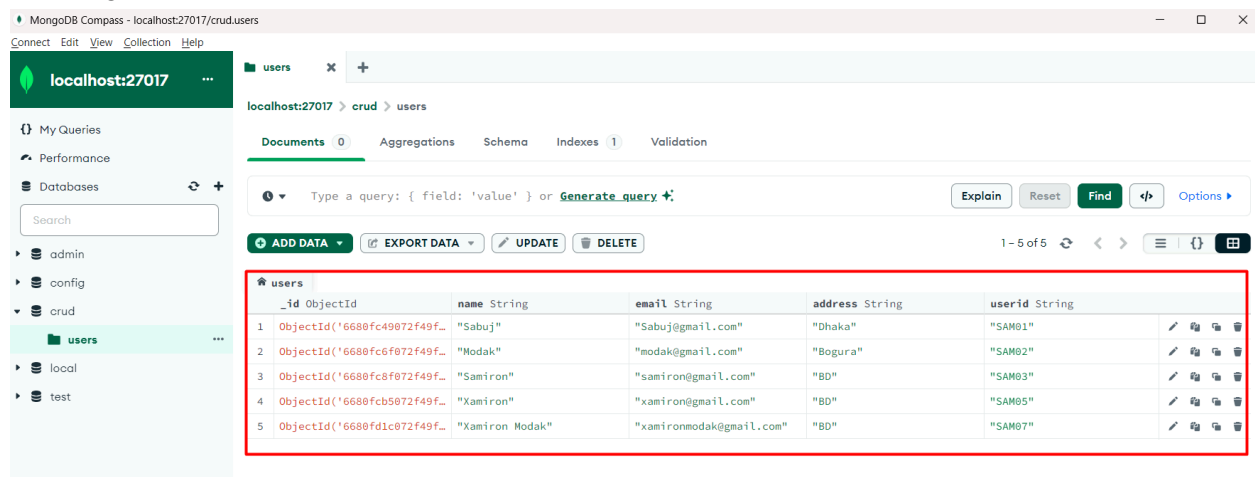 MongoDB Compass - localhost:27017/crud.users
Connect Edit View Collection Help
localhost:27017 ...
users
localhost:27017 > crud > users
{} My Queries
Performance
Databases
Search
admin
config
crud
users ...
local
test
Documents 0 Aggregations Schema Indexes 1 Validation
Type a query: { field: 'value' } or Generate query
Explain Reset Find </> Options
ADD DATA EXPORT DATA UPDATE DELETE
1 – 5 of 5 {}
users
_id ObjectId name String email String address String userid String
1 ObjectId('6680fc49072f49f… "Sabuj" "Sabuj@gmail.com" "Dhaka" "SAM01"
2 ObjectId('6680fc6f072f49f… "Modak" "modak@gmail.com" "Bogura" "SAM02"
3 ObjectId('6680fc8f072f49f… "Samiron" "samiron@gmail.com" "BD" "SAM03"
4 ObjectId('6680fcb5072f49f… "Xamiron" "xamiron@gmail.com" "BD" "SAM05"
5 ObjectId('6680fd1c072f49f… "Xamiron Modak" "xamironmodak@gmail.com" "BD" "SAM07"